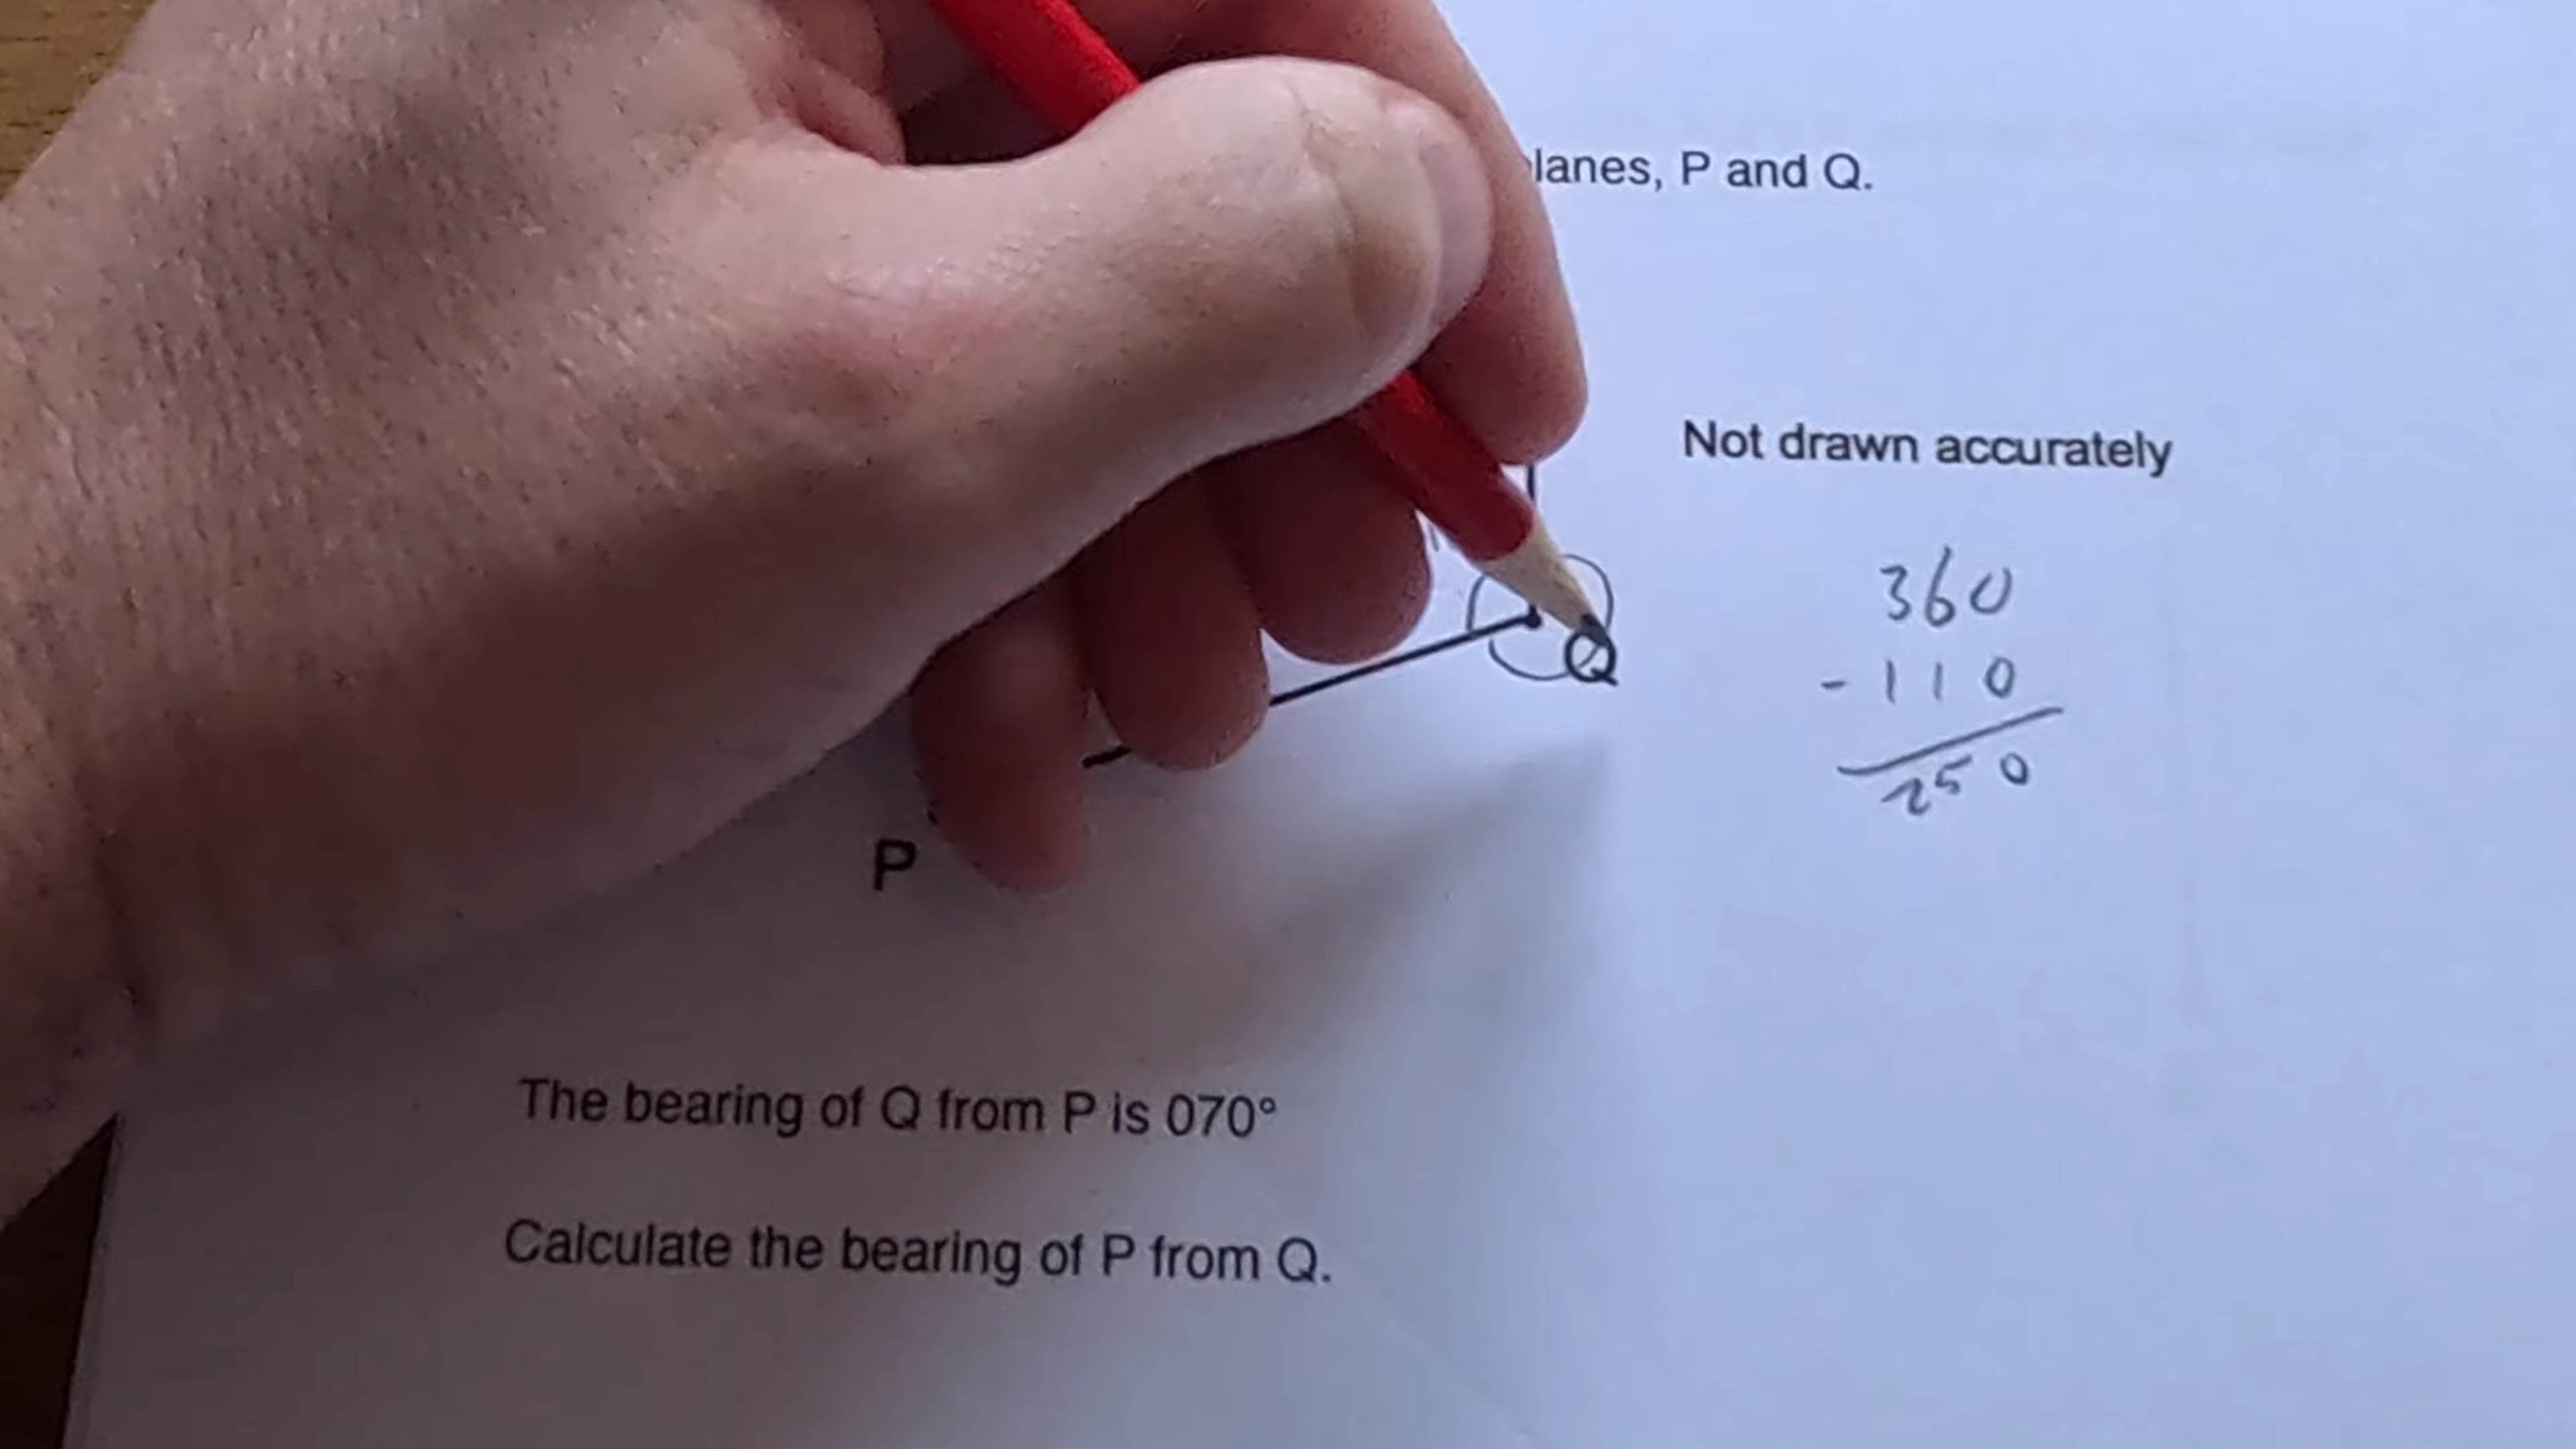 lanes, P and Q.
Not drawn accurately
360
- 110
250
Q
P
The bearing of Q from P is 070°
Calculate the bearing of P from Q.